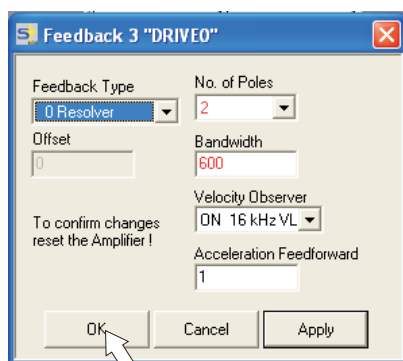 Feedback 3 "DRIVE0"
Feedback Type
0 Resolver
No. of Poles
2
Offset
0
Bandwidth
600
To confirm changes
reset the Amplifier !
Velocity Observer
ON 16 kHz VL
Acceleration Feedforward
1
OK
Cancel
Apply